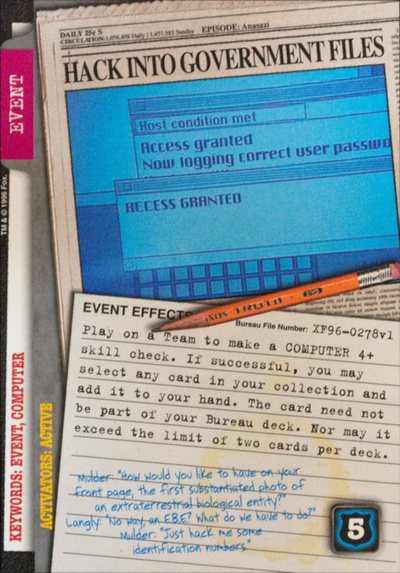 DAILY 25¢ S EPISODE: Anasazi
CIRCULATION: 1,058,498 Daily / 1,457,585 Sunday
HACK INTO GOVERNMENT FILES
EVENT
Host condition met
Access granted
Now logging correct user passwo
ACCESS GRANTED
TRUTH
TM & © 1996 Fox.
EVENT EFFECTS
Bureau File Number: XF96-0278v1
Play on a Team to make a COMPUTER 4+
skill check. If successful, you may
select any card in your collection and
add it to your hand. The card need not
be part of your Bureau deck. Nor may it
exceed the limit of two cards per deck.
Mulder: "How would you like to have on your
front page, the first substantiated photo of
an extraterrestrial biological entity?"
Langly: "No way, an E.B.E? What do we have to do?"
Mulder: "Just hack me some
identification numbers."
5
KEYWORDS: EVENT, COMPUTER
ACTIVATORS: ACTIVE